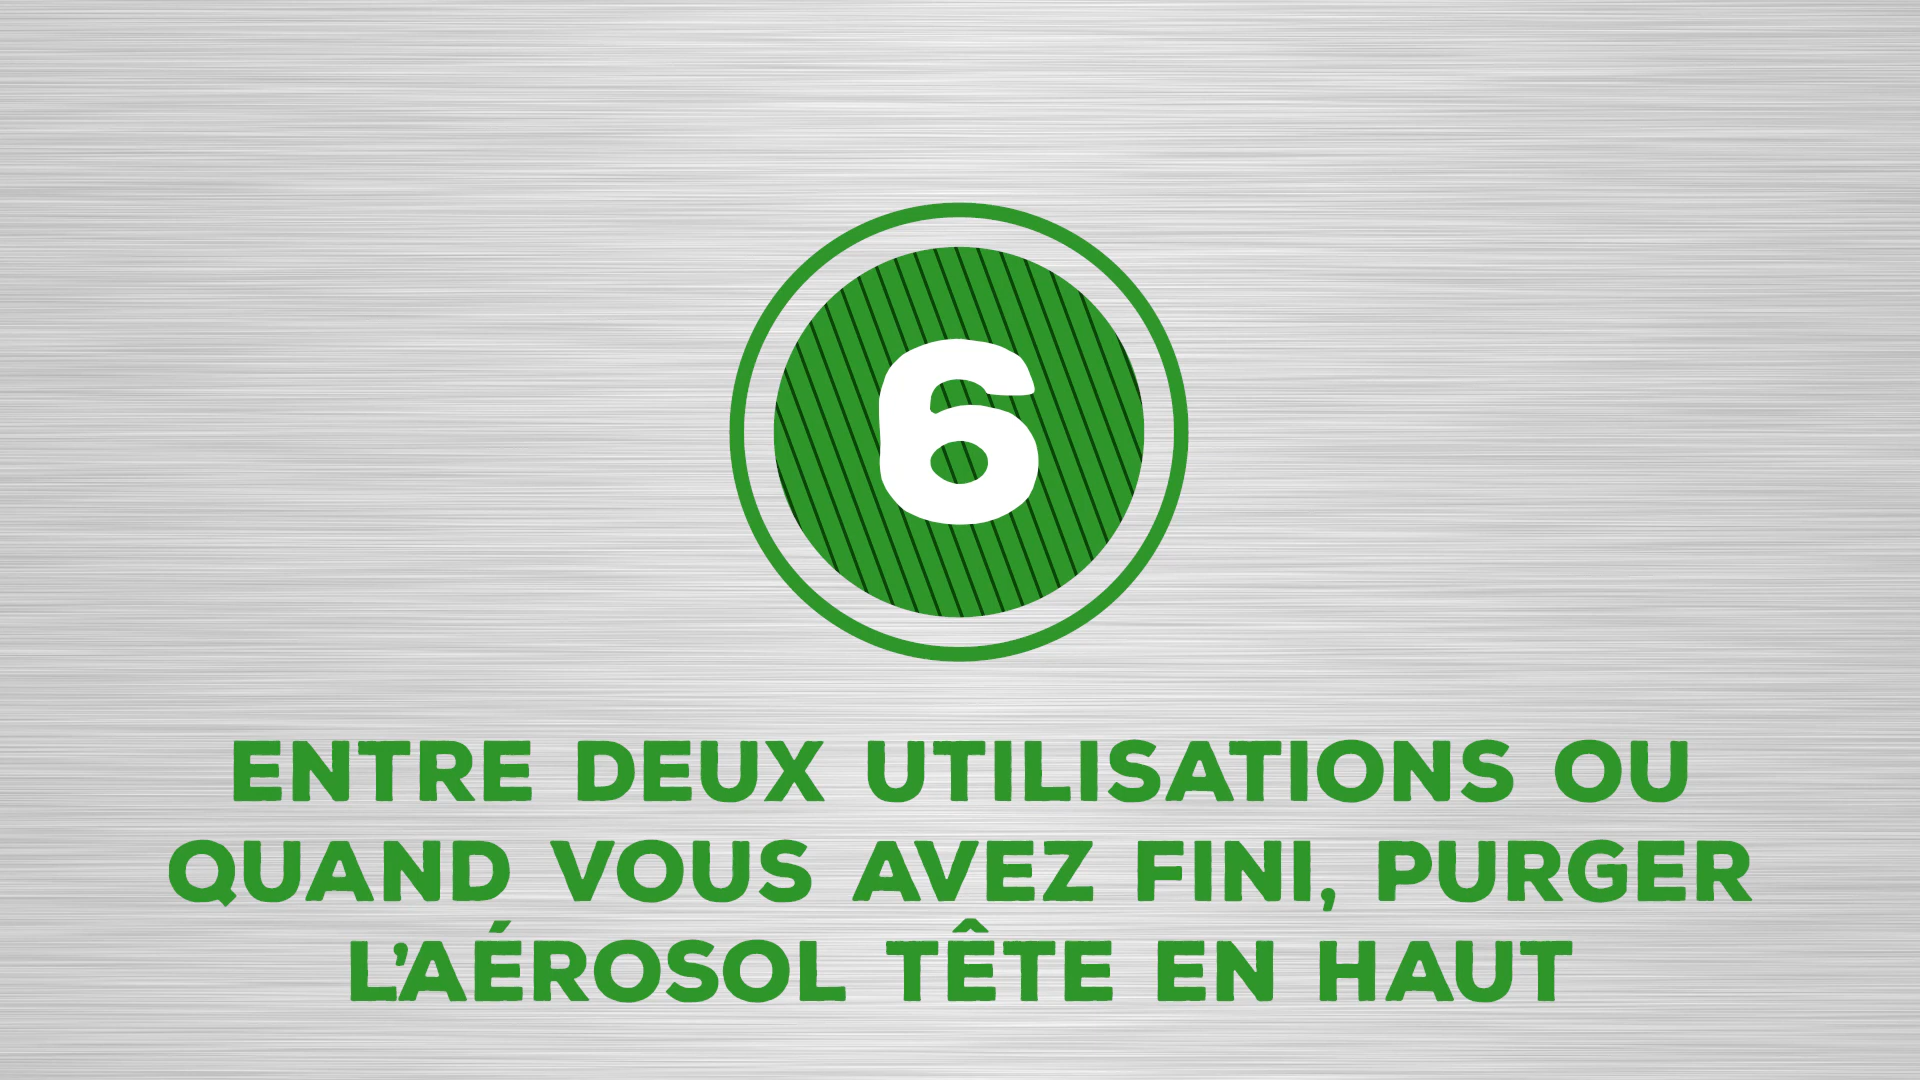 6
ENTRE DEUX UTILISATIONS OU
QUAND VOUS AVEZ FINI, PURGER
L’AÉROSOL TÊTE EN HAUT